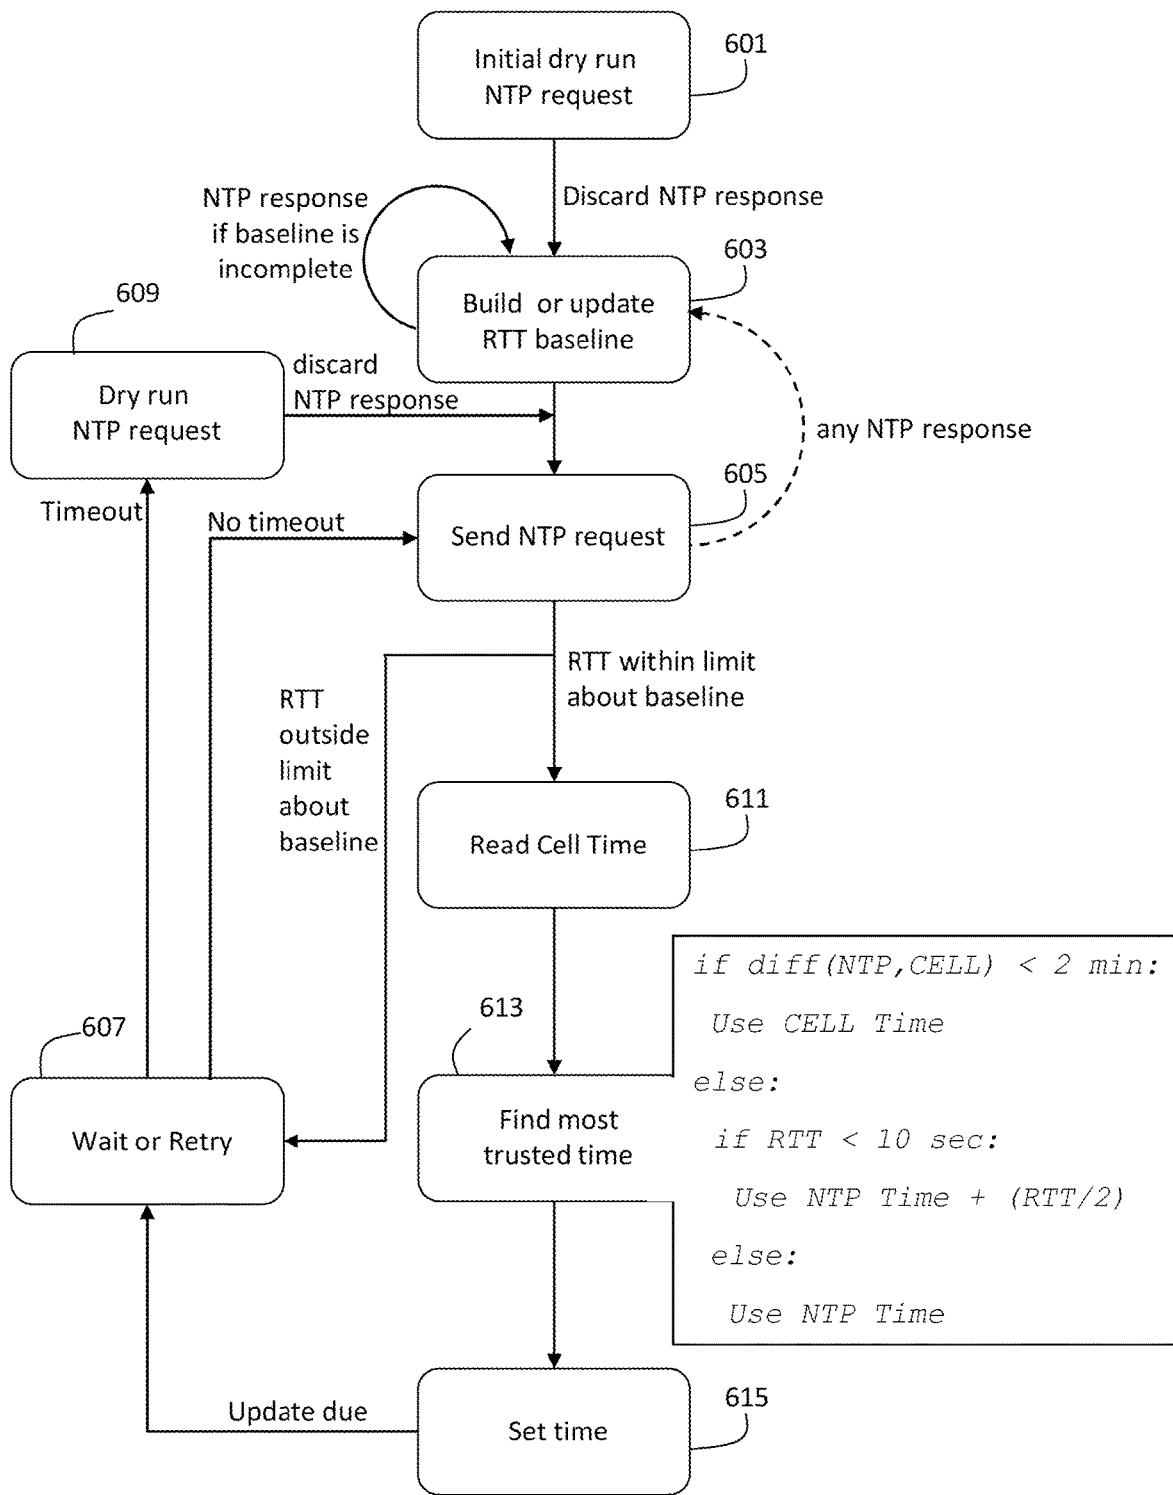 Initial dry run
NTP request
601
Discard NTP response
NTP response
if baseline is
incomplete
603
Build or update
RTT baseline
609
Dry run
NTP request
discard
NTP response
any NTP response
605
Timeout
No timeout
Send NTP request
RTT within limit
about baseline
RTT
outside
limit
about
baseline
611
Read Cell Time
613
Find most
trusted time
if diff(NTP,CELL) < 2 min:
Use CELL Time
else:
if RTT < 10 sec:
Use NTP Time + (RTT/2)
else:
Use NTP Time
607
Wait or Retry
Update due
615
Set time